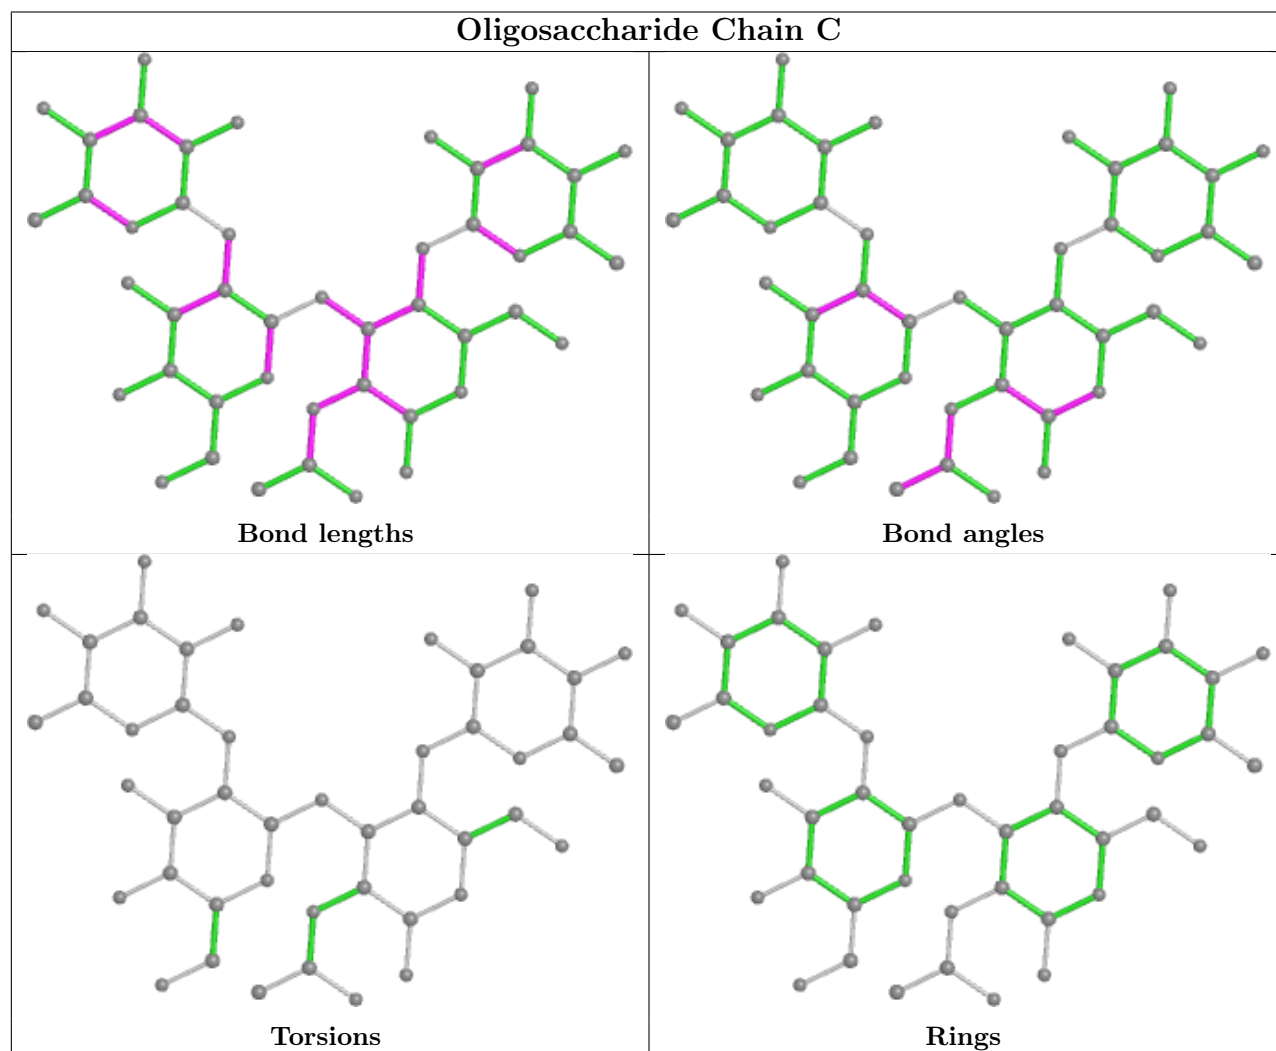 Oligosaccharide Chain C
Bond lengths
Bond angles
Torsions
Rings